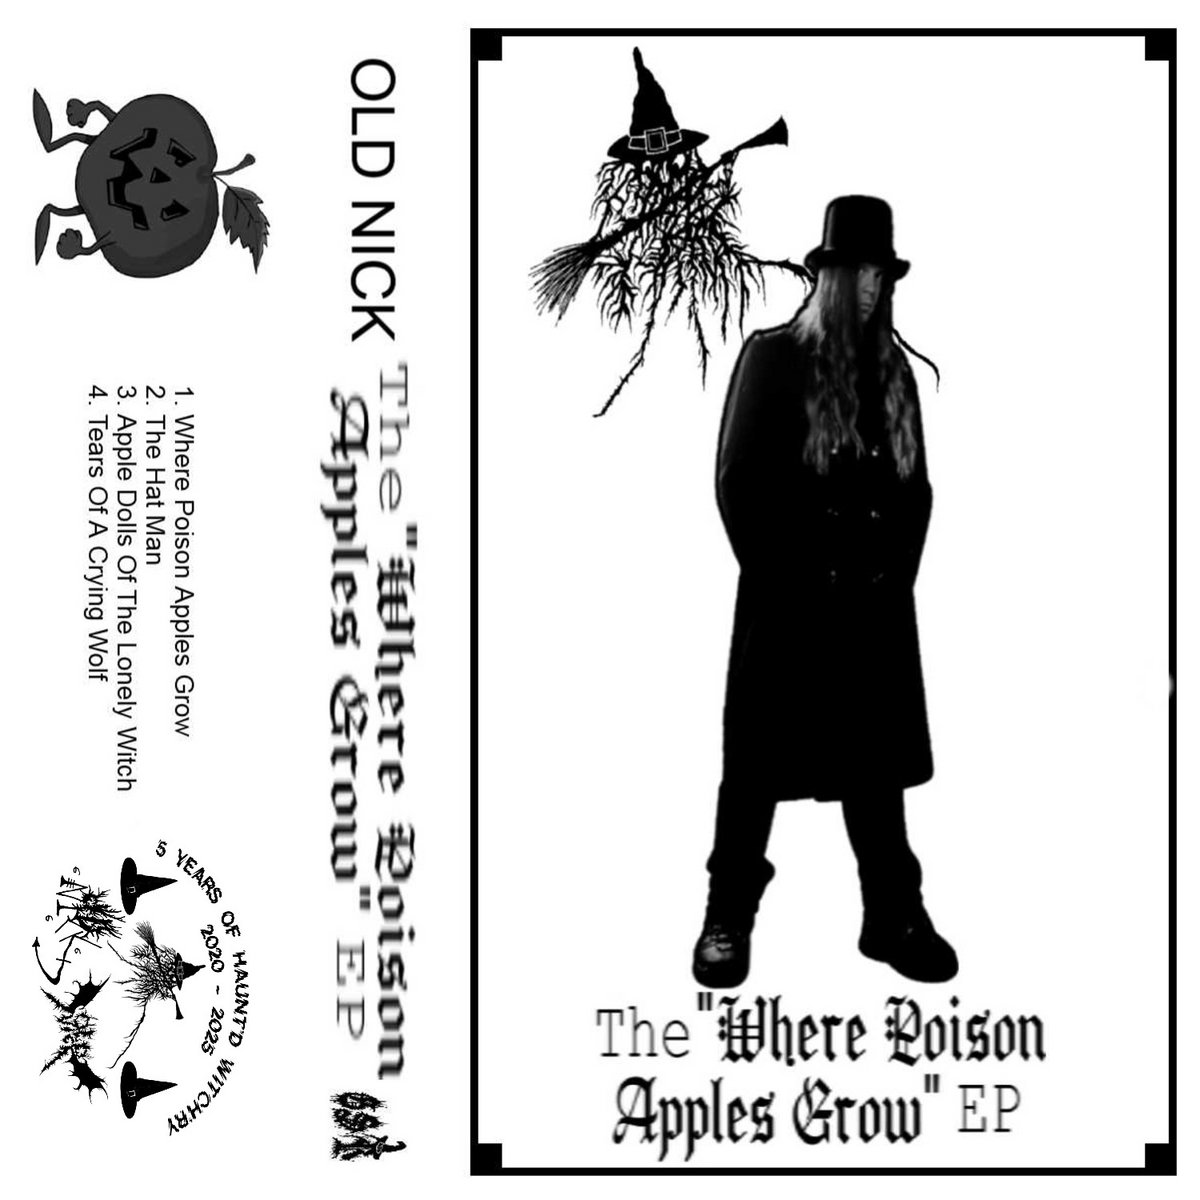 OLD NICK
The "Where Poison
Apples Grow" EP
1. Where Poison Apples Grow
2. The Hat Man
3. Apple Dolls Of The Lonely Witch
4. Tears Of A Crying Wolf
5 YEARS OF HAUNT'D WITCH'RY
2020 - 2025
The "Where Poison
Apples Grow" EP